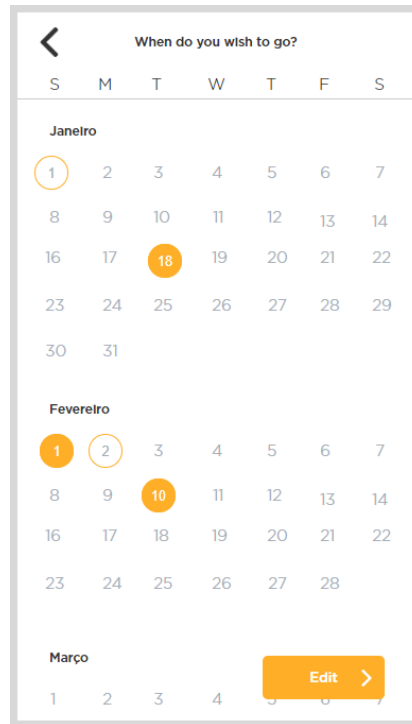 When do you wish to go?
S M T W T F S
Janeiro
1 2 3 4 5 6 7
8 9 10 11 12 13 14
16 17 18 19 20 21 22
23 24 25 26 27 28 29
30 31
Fevereiro
1 2 3 4 5 6 7
8 9 10 11 12 13 14
16 17 18 19 20 21 22
23 24 25 26 27 28
Março
Edit
1 2 3 4 5 6 7